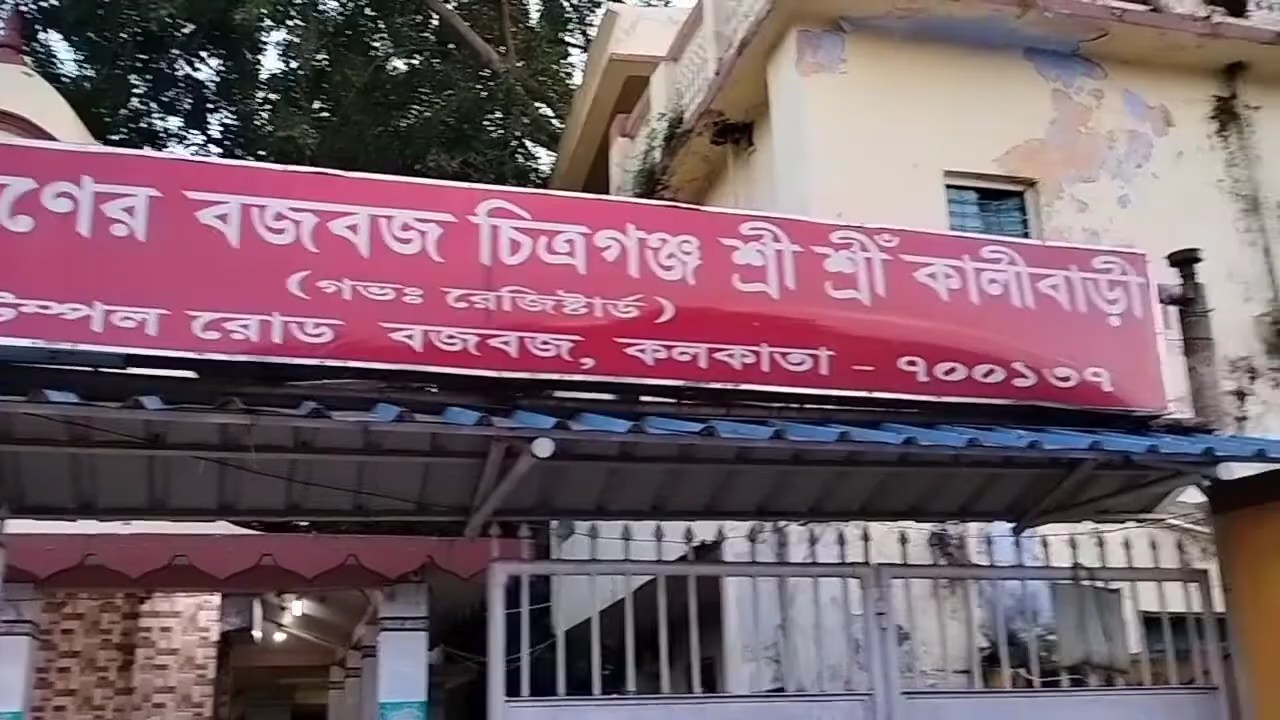 ণের বজবজ চিত্রগঞ্জ শ্রী শ্রীঁ কালীবাড়ী
(গভঃ রেজিষ্টার্ড)
টেম্পল রোড বজবজ, কলকাতা - ৭০০১৩৭